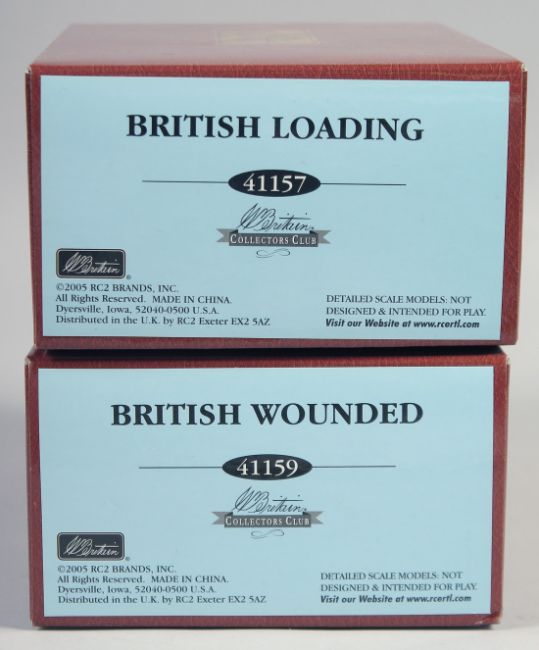 BRITISH LOADING
41157
W. Britain
COLLECTORS CLUB
W. Britain ®
©2005 RC2 BRANDS, INC.
All Rights Reserved. MADE IN CHINA.
Dyersville, Iowa, 52040-0500 U.S.A.
Distributed in the U.K. by RC2 Exeter EX2 5AZ
DETAILED SCALE MODELS: NOT
DESIGNED & INTENDED FOR PLAY.
Visit our Website at www.rcertl.com
BRITISH WOUNDED
41159
W. Britain
COLLECTORS CLUB
W. Britain ®
©2005 RC2 BRANDS, INC.
All Rights Reserved. MADE IN CHINA.
Dyersville, Iowa, 52040-0500 U.S.A.
Distributed in the U.K. by RC2 Exeter EX2 5AZ
DETAILED SCALE MODELS: NOT
DESIGNED & INTENDED FOR PLAY.
Visit our Website at www.rcertl.com